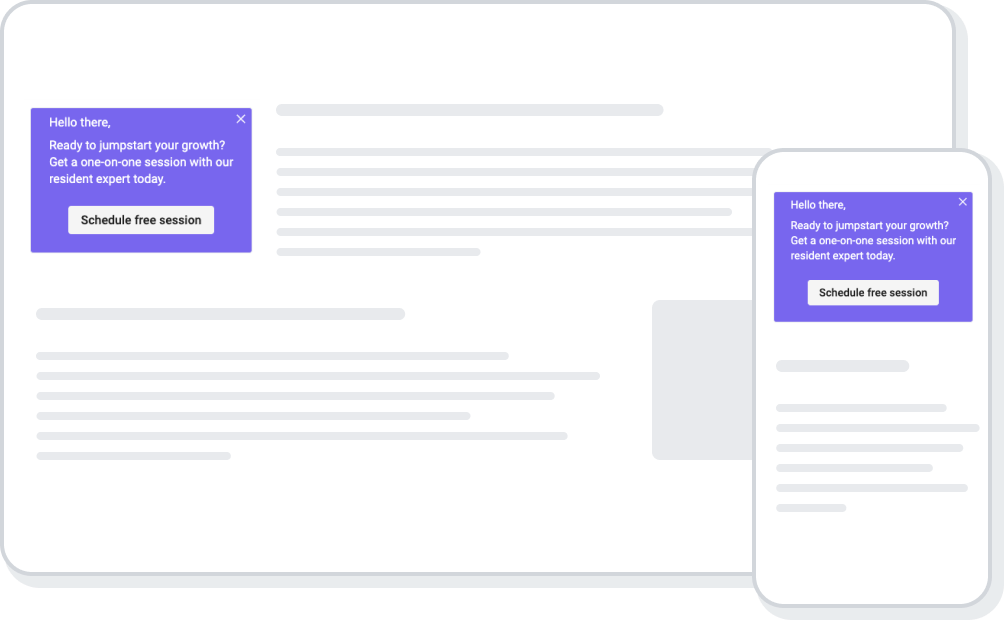 Hello there,
Ready to jumpstart your growth?
Get a one-on-one session with our
resident expert today.
Schedule free session
Hello there,
Ready to jumpstart your growth?
Get a one-on-one session with our
resident expert today.
Schedule free session